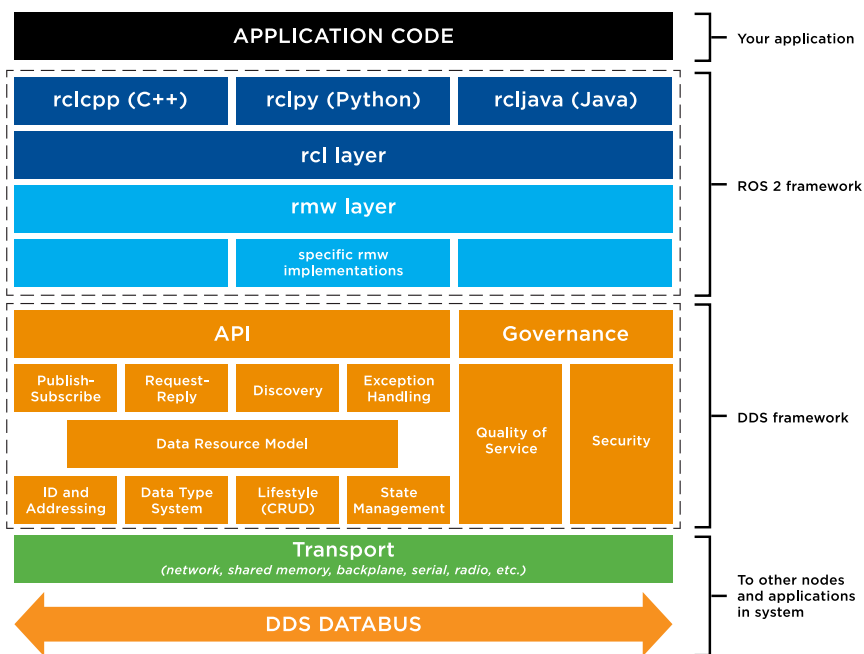 APPLICATION CODE
Your application
rclcpp (C++)
rclpy (Python)
rcljava (Java)
rcl layer
ROS 2 framework
rmw layer
specific rmw
implementations
API
Governance
Publish-
Subscribe
Request-
Reply
Discovery
Exception
Handling
Data Resource Model
Quality of
Service
Security
DDS framework
ID and
Addressing
Data Type
System
Lifestyle
(CRUD)
State
Management
Transport
(network, shared memory, backplane, serial, radio, etc.)
To other nodes
and applications
in system
DDS DATABUS